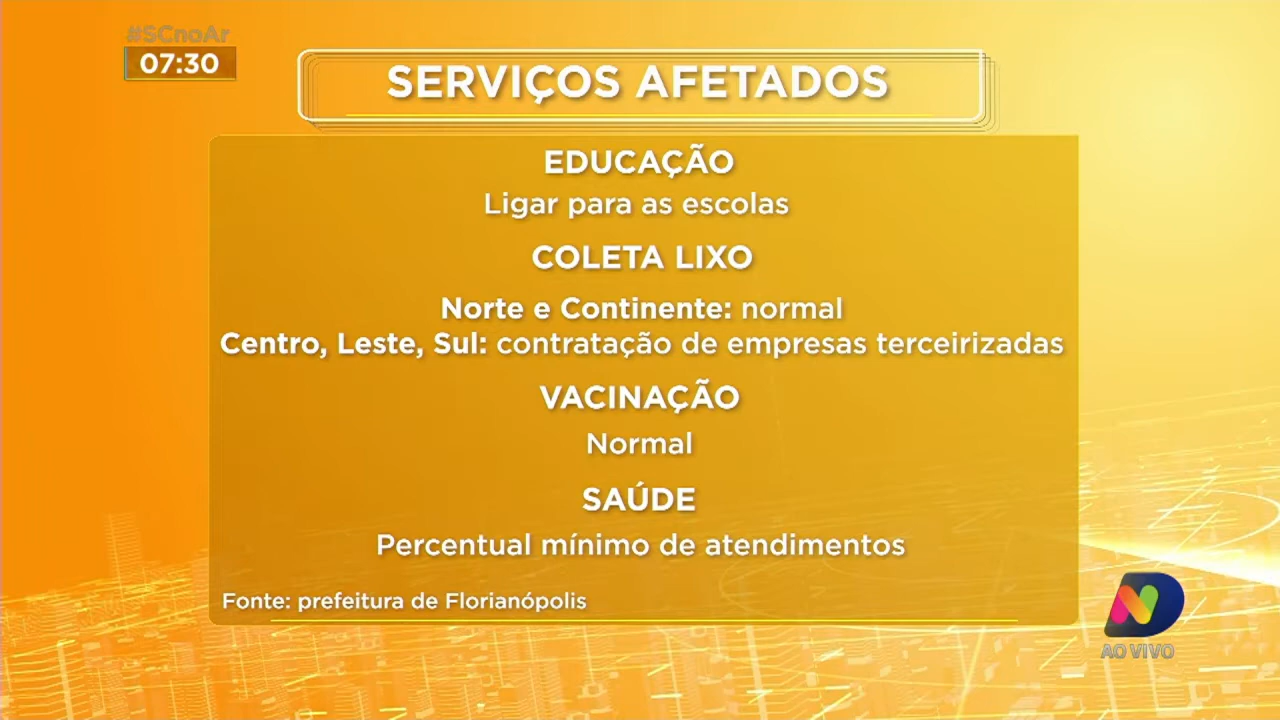 #SCnoAr
07:30
SERVIÇOS AFETADOS
EDUCAÇÃO
Ligar para as escolas
COLETA LIXO
Norte e Continente: normal
Centro, Leste, Sul: contratação de empresas terceirizadas
VACINAÇÃO
Normal
SAÚDE
Percentual mínimo de atendimentos
Fonte: prefeitura de Florianópolis
ND
AO VIVO